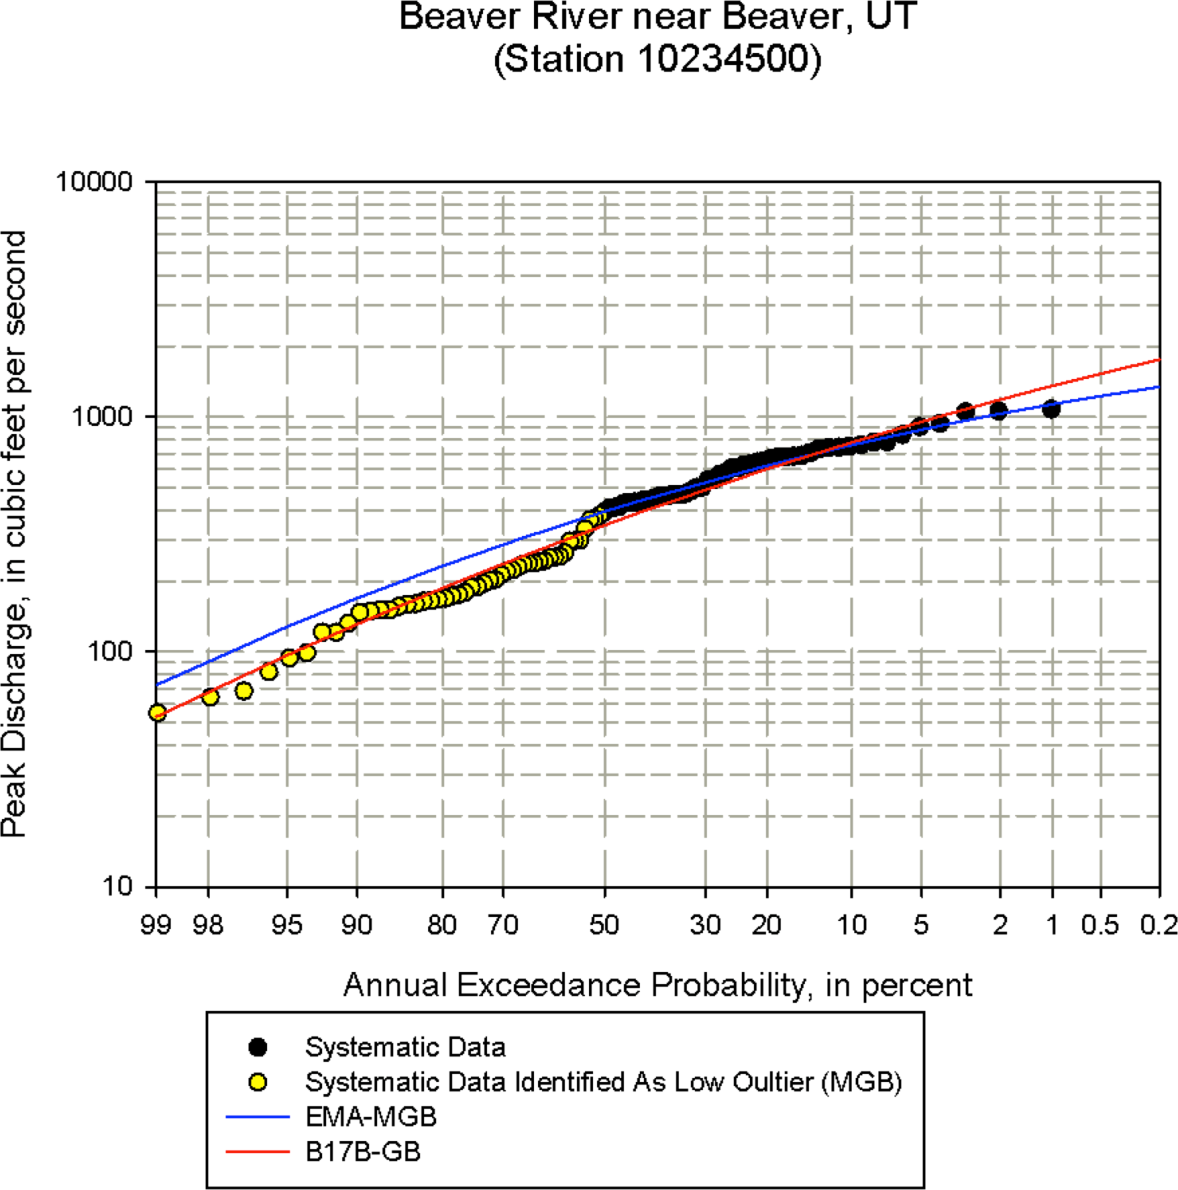 Beaver River near Beaver, UT
(Station 10234500)
Peak Discharge, in cubic feet per second
10000
1000
100
10
99 98 95 90 80 70 50 30 20 10 5 2 1 0.5 0.2
Annual Exceedance Probability, in percent
Systematic Data
Systematic Data Identified As Low Oultier (MGB)
EMA-MGB
B17B-GB